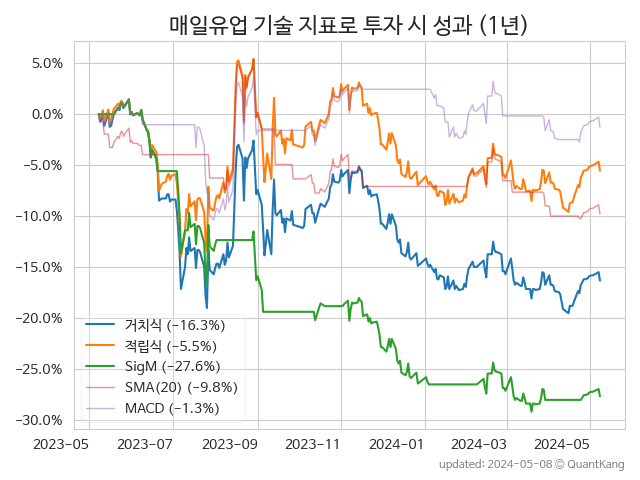 매일유업 기술 지표로 투자 시 성과 (1년)
5.0%
0.0%
−5.0%
−10.0%
−15.0%
−20.0%
−25.0%
−30.0%
거치식 (−16.3%)
적립식 (−5.5%)
SigM (−27.6%)
SMA(20) (−9.8%)
MACD (−1.3%)
2023-05 2023-07 2023-09 2023-11 2024-01 2024-03 2024-05
updated: 2024-05-08 © QuantKang